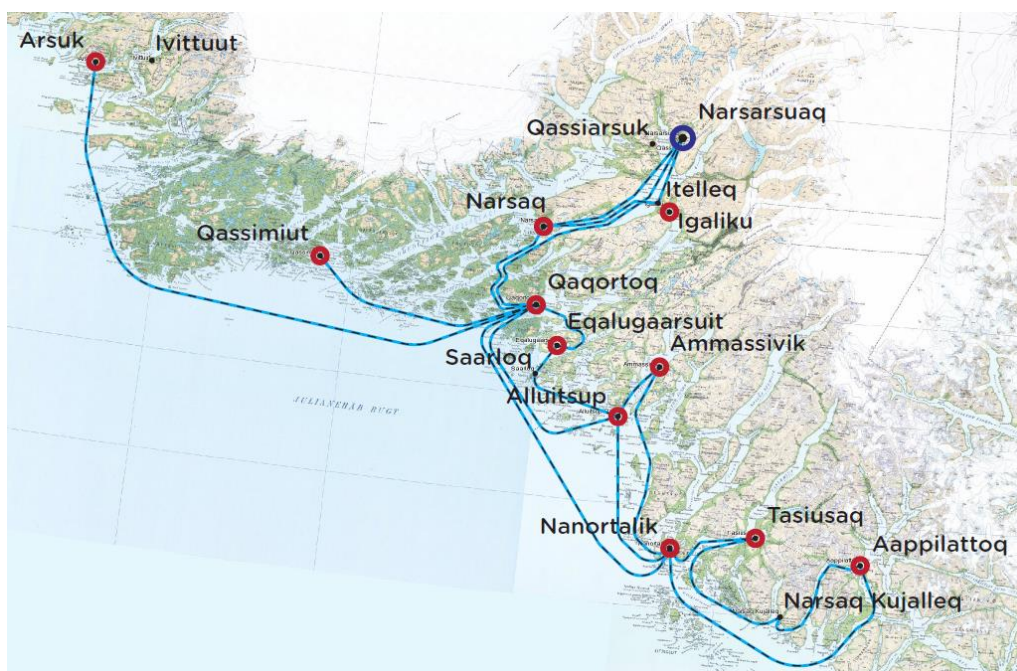 Arsuk
Ivittuut
Narsarsuaq
Qassiarsuk
Itelleq
Narsaq
Igaliku
Qassimiut
Qaqortoq
Eqalugaarsuit
Saarloq
Ammassivik
Alluitsup
JULIANEHÅB BUGT
Nanortalik
Tasiusaq
Aappilattoq
Narsaq Kujalleq